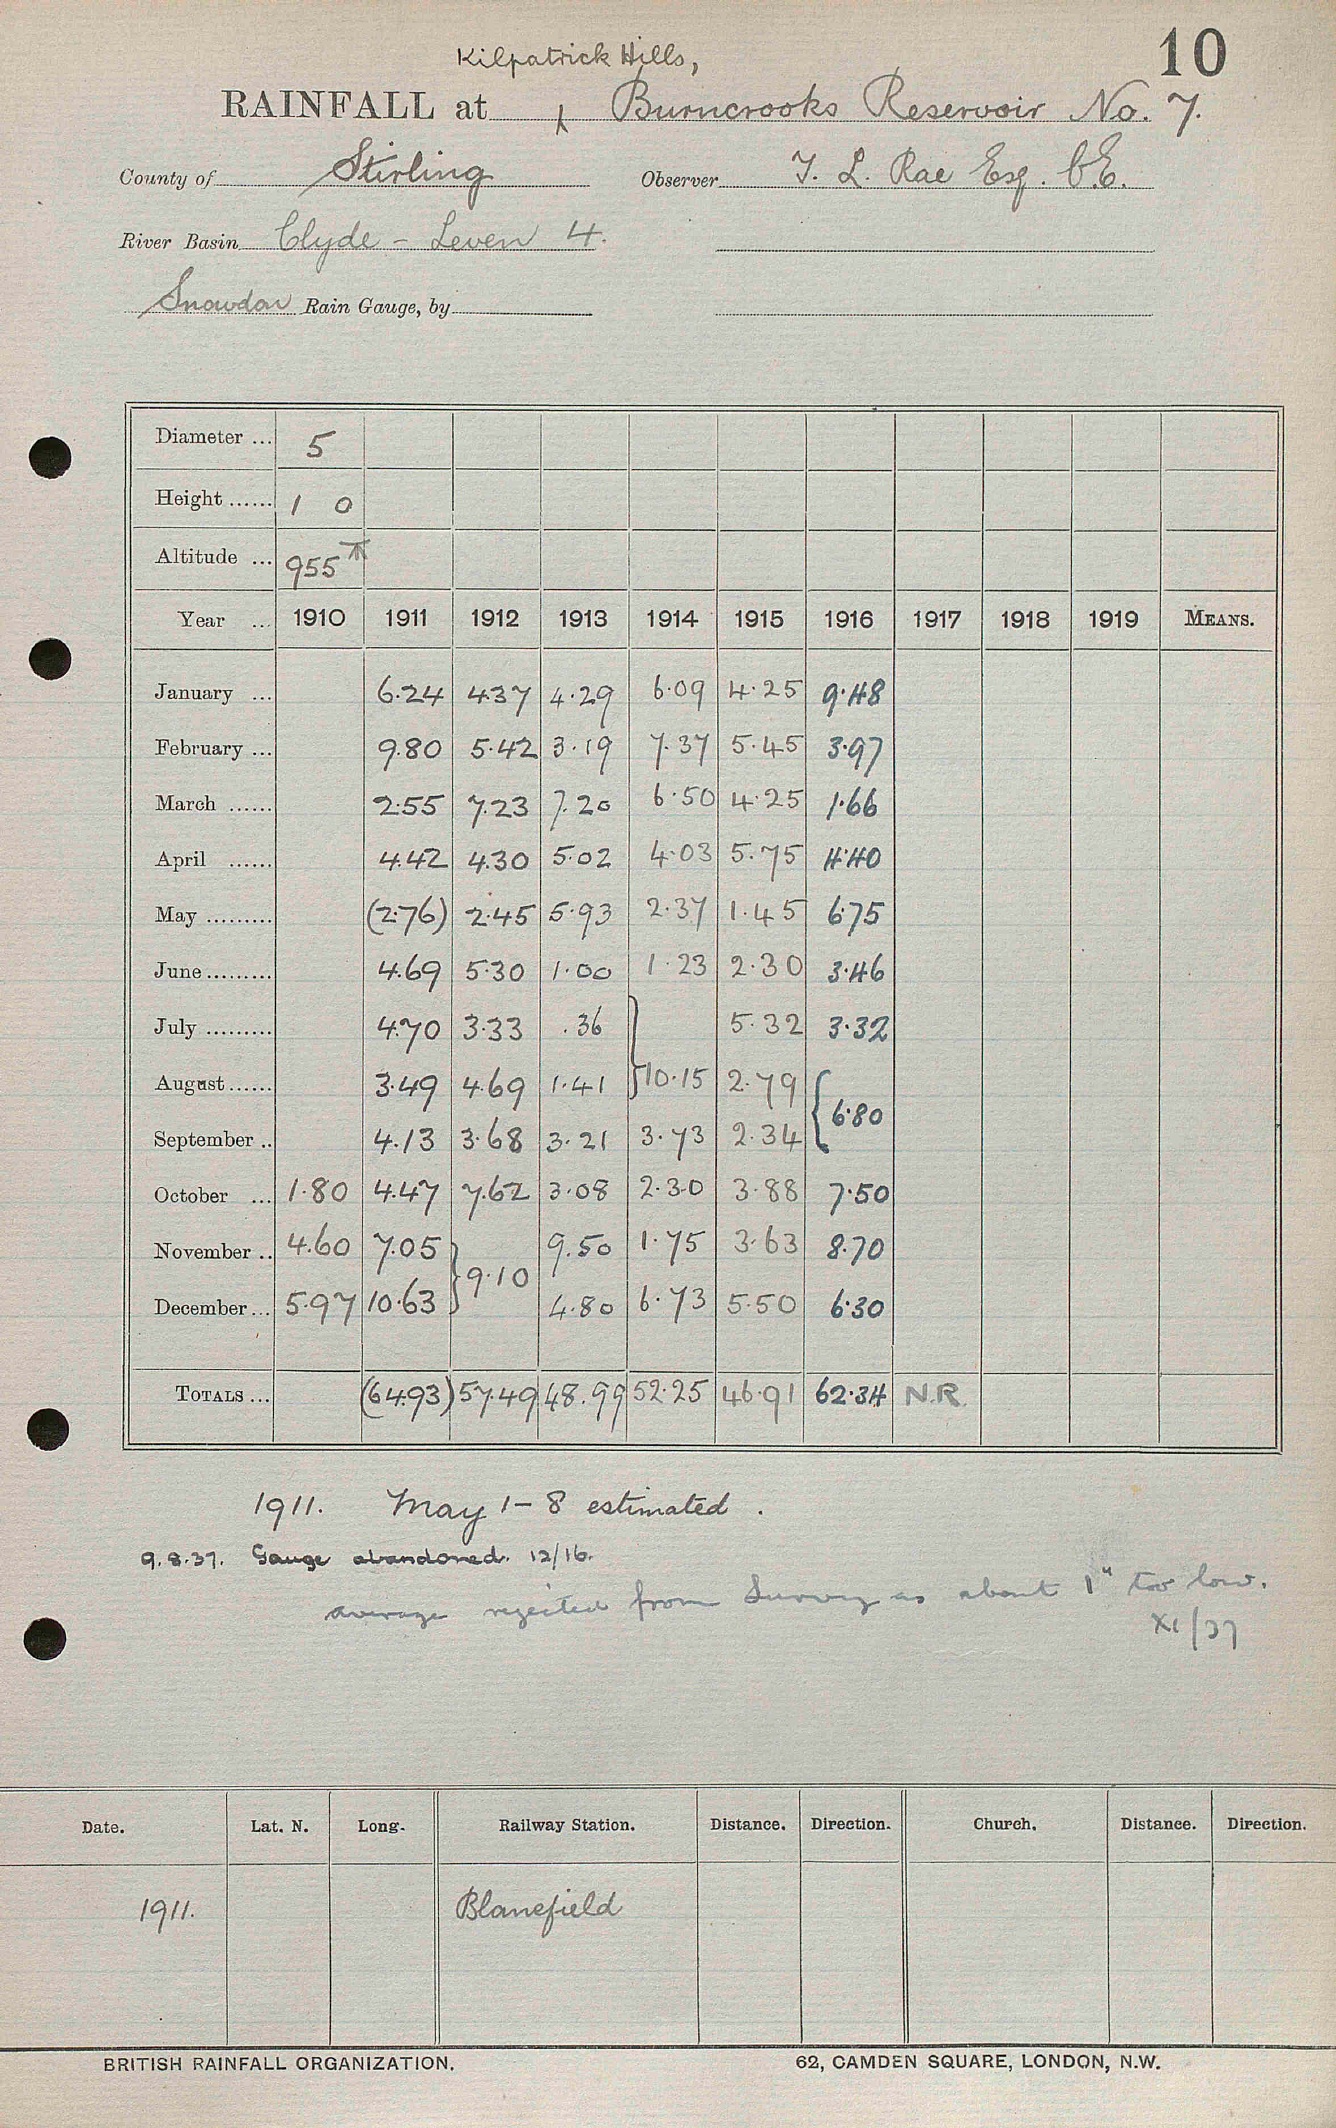 10
Kilpatrick Hills,
RAINFALL at Burncrooks Reservoir No. 7.
County of Stirling Observer J. L. Rae Esq. C.E.
River Basin Clyde - Leven 4.
Snowdon Rain Gauge, by
Diameter ... 5
Height ...... 1 0
Altitude ... 955 T
Year ... 1910 1911 1912 1913 1914 1915 1916 1917 1918 1919 MEANS.
January ... 6.24 4.37 4.29 6.09 4.25 9.48
February ... 9.80 5.42 3.19 7.37 5.45 3.97
March ...... 2.55 7.23 7.20 6.50 4.25 1.66
April ...... 4.42 4.30 5.02 4.03 5.75 4.40
May ......... (2.76) 2.45 5.93 2.37 1.45 6.75
June ......... 4.69 5.30 1.00 1.23 2.30 3.46
July ......... 4.70 3.33 .36 } 5.32 3.32
August ...... 3.49 4.69 1.41 } 10.15 2.79 { 6.80
September .. 4.13 3.68 3.21 3.73 2.34
October ... 1.80 4.47 7.62 3.08 2.30 3.88 7.50
November .. 4.60 7.05 } 9.10 9.50 1.75 3.63 8.70
December ... 5.97 10.63 4.80 6.73 5.50 6.30
TOTALS ... (64.93) 57.49 48.99 52.25 46.91 62.34 N.R.
1911. May 1-8 estimated.
9.8.37. Gauge abandoned. 12/16.
average rejected from Survey as about 1" too low.
XI/37
Date. Lat. N. Long. Railway Station. Distance. Direction. Church. Distance. Direction.
1911. Blanefield
BRITISH RAINFALL ORGANIZATION. 62, CAMDEN SQUARE, LONDON, N.W.